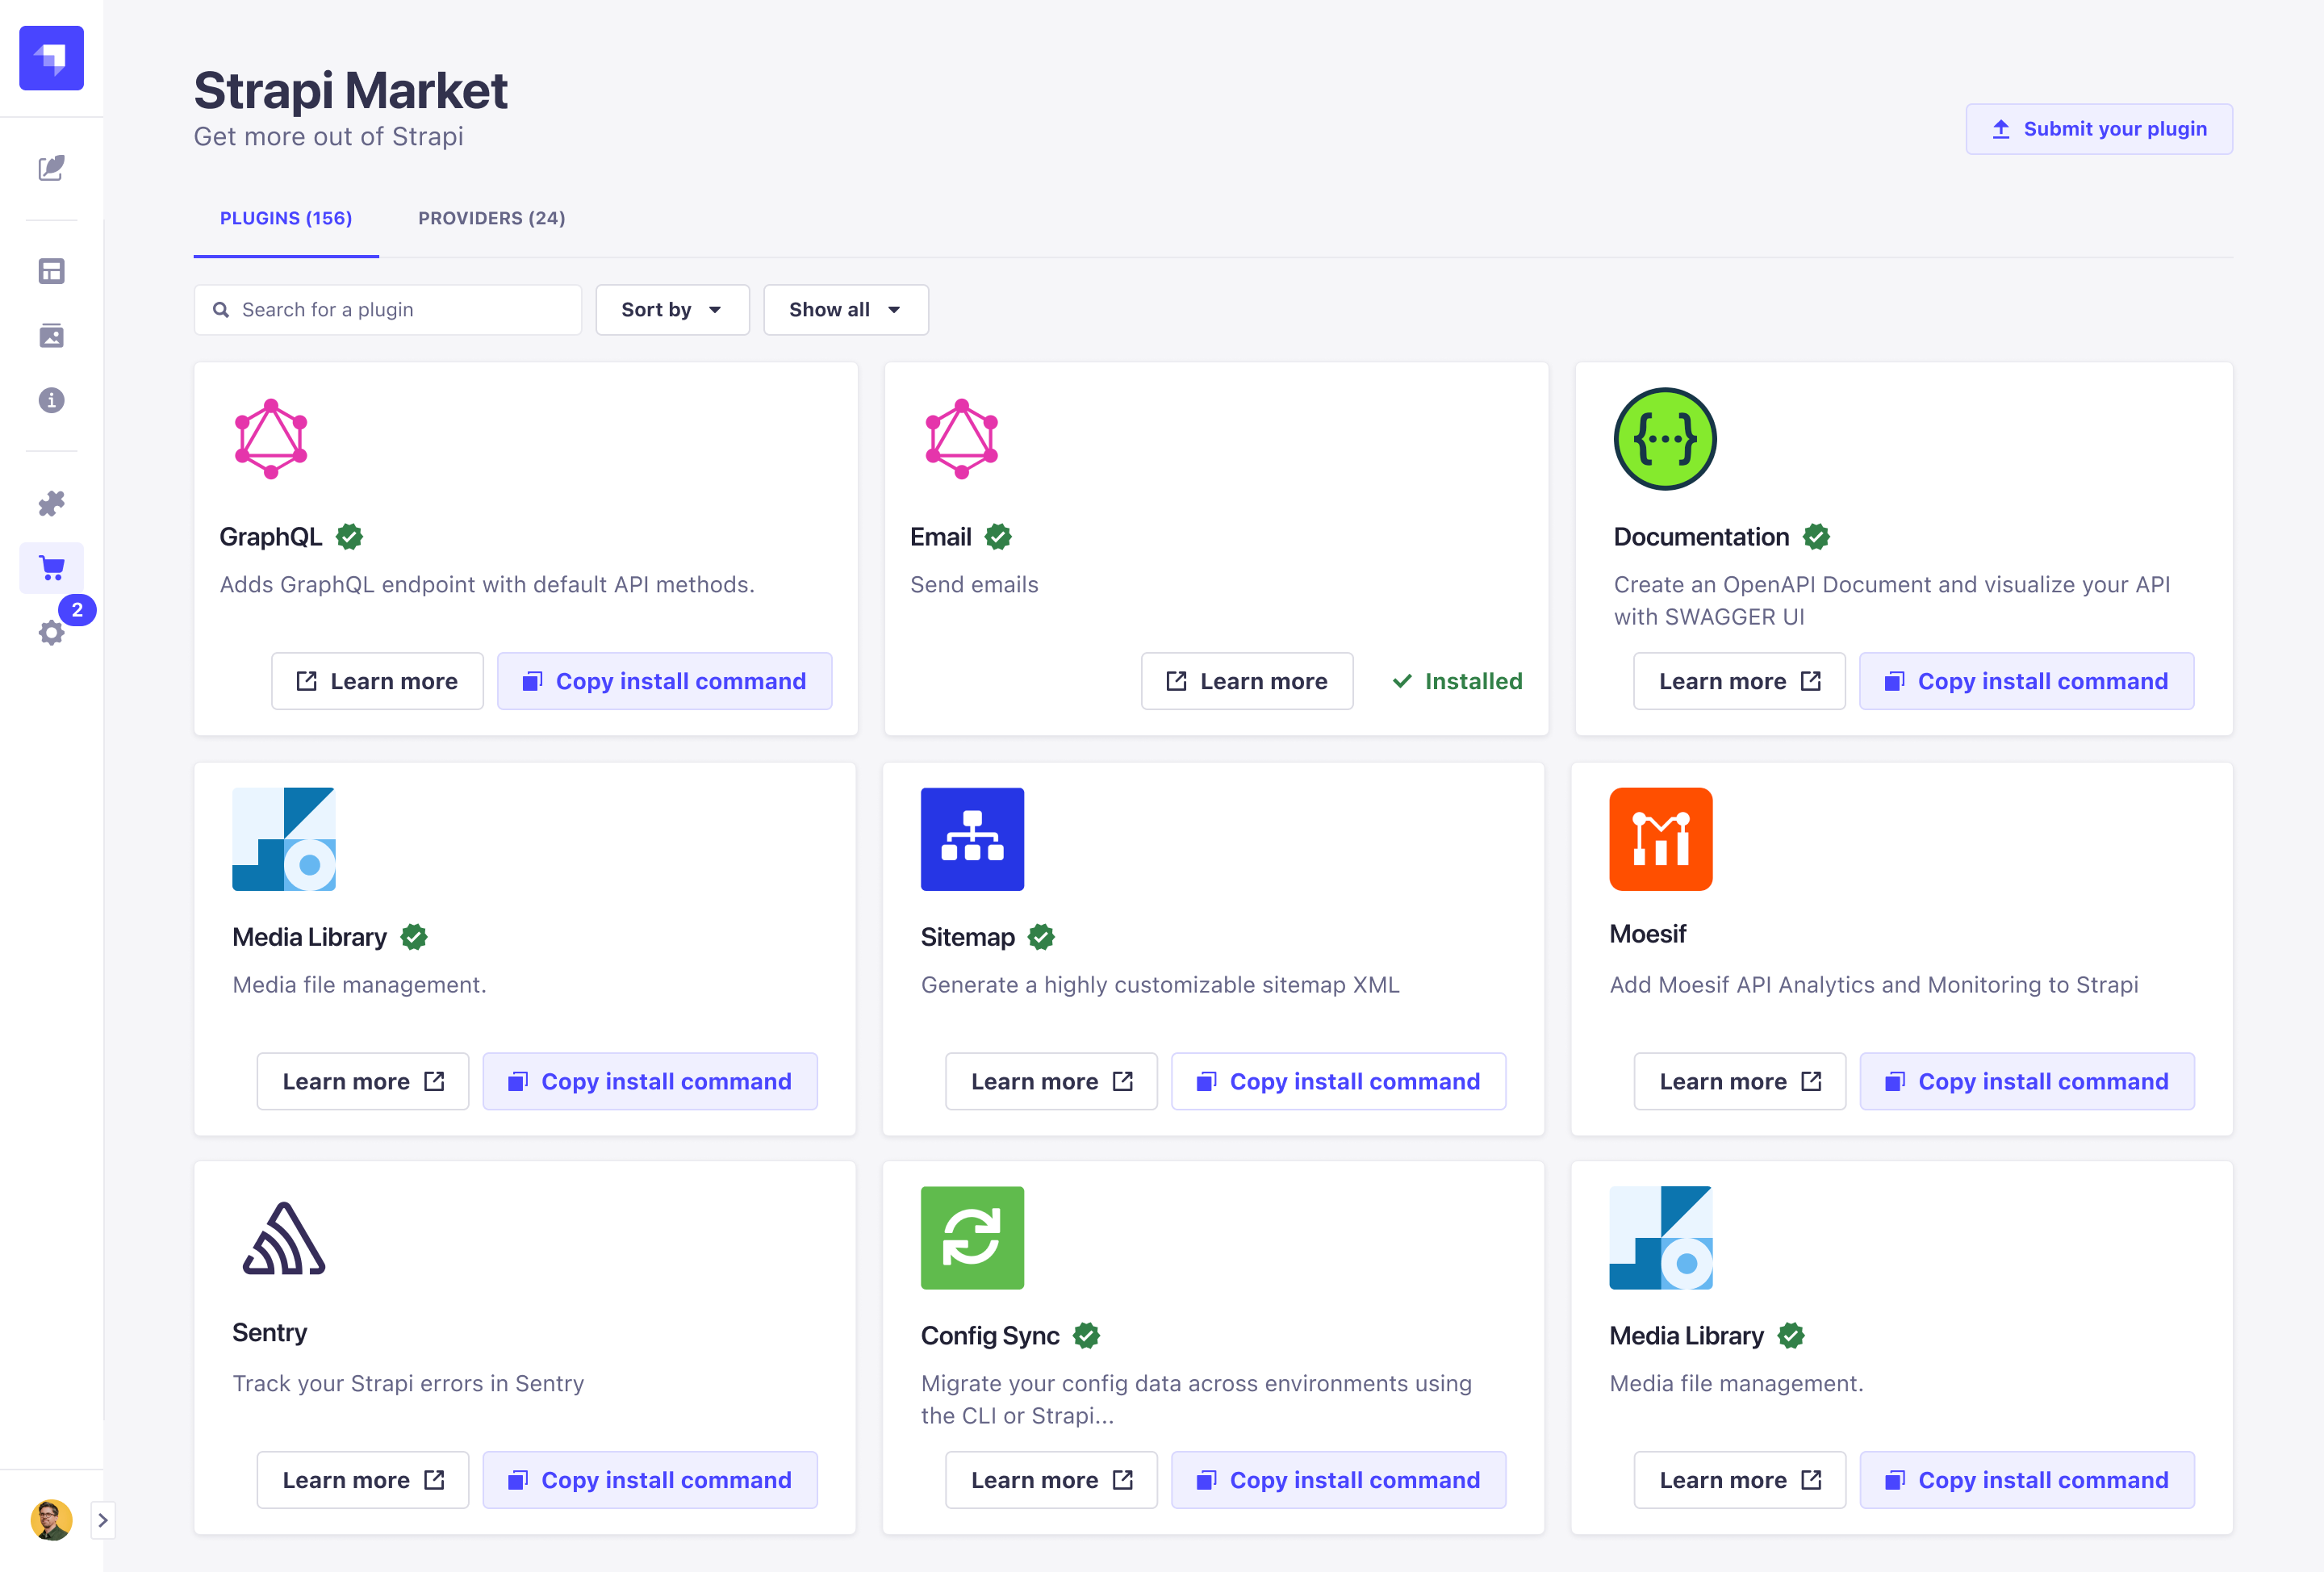 Strapi Market
Get more out of Strapi
Submit your plugin
PLUGINS (156)
PROVIDERS (24)
Search for a plugin
Sort by
Show all
GraphQL
Adds GraphQL endpoint with default API methods.
Learn more
Copy install command
Email
Send emails
Learn more
Installed
{···}
Documentation
Create an OpenAPI Document and visualize your API
with SWAGGER UI
Learn more
Copy install command
2
Media Library
Media file management.
Learn more
Copy install command
Sitemap
Generate a highly customizable sitemap XML
Learn more
Copy install command
Moesif
Add Moesif API Analytics and Monitoring to Strapi
Learn more
Copy install command
Sentry
Track your Strapi errors in Sentry
Learn more
Copy install command
Config Sync
Migrate your config data across environments using
the CLI or Strapi...
Learn more
Copy install command
Media Library
Media file management.
Learn more
Copy install command